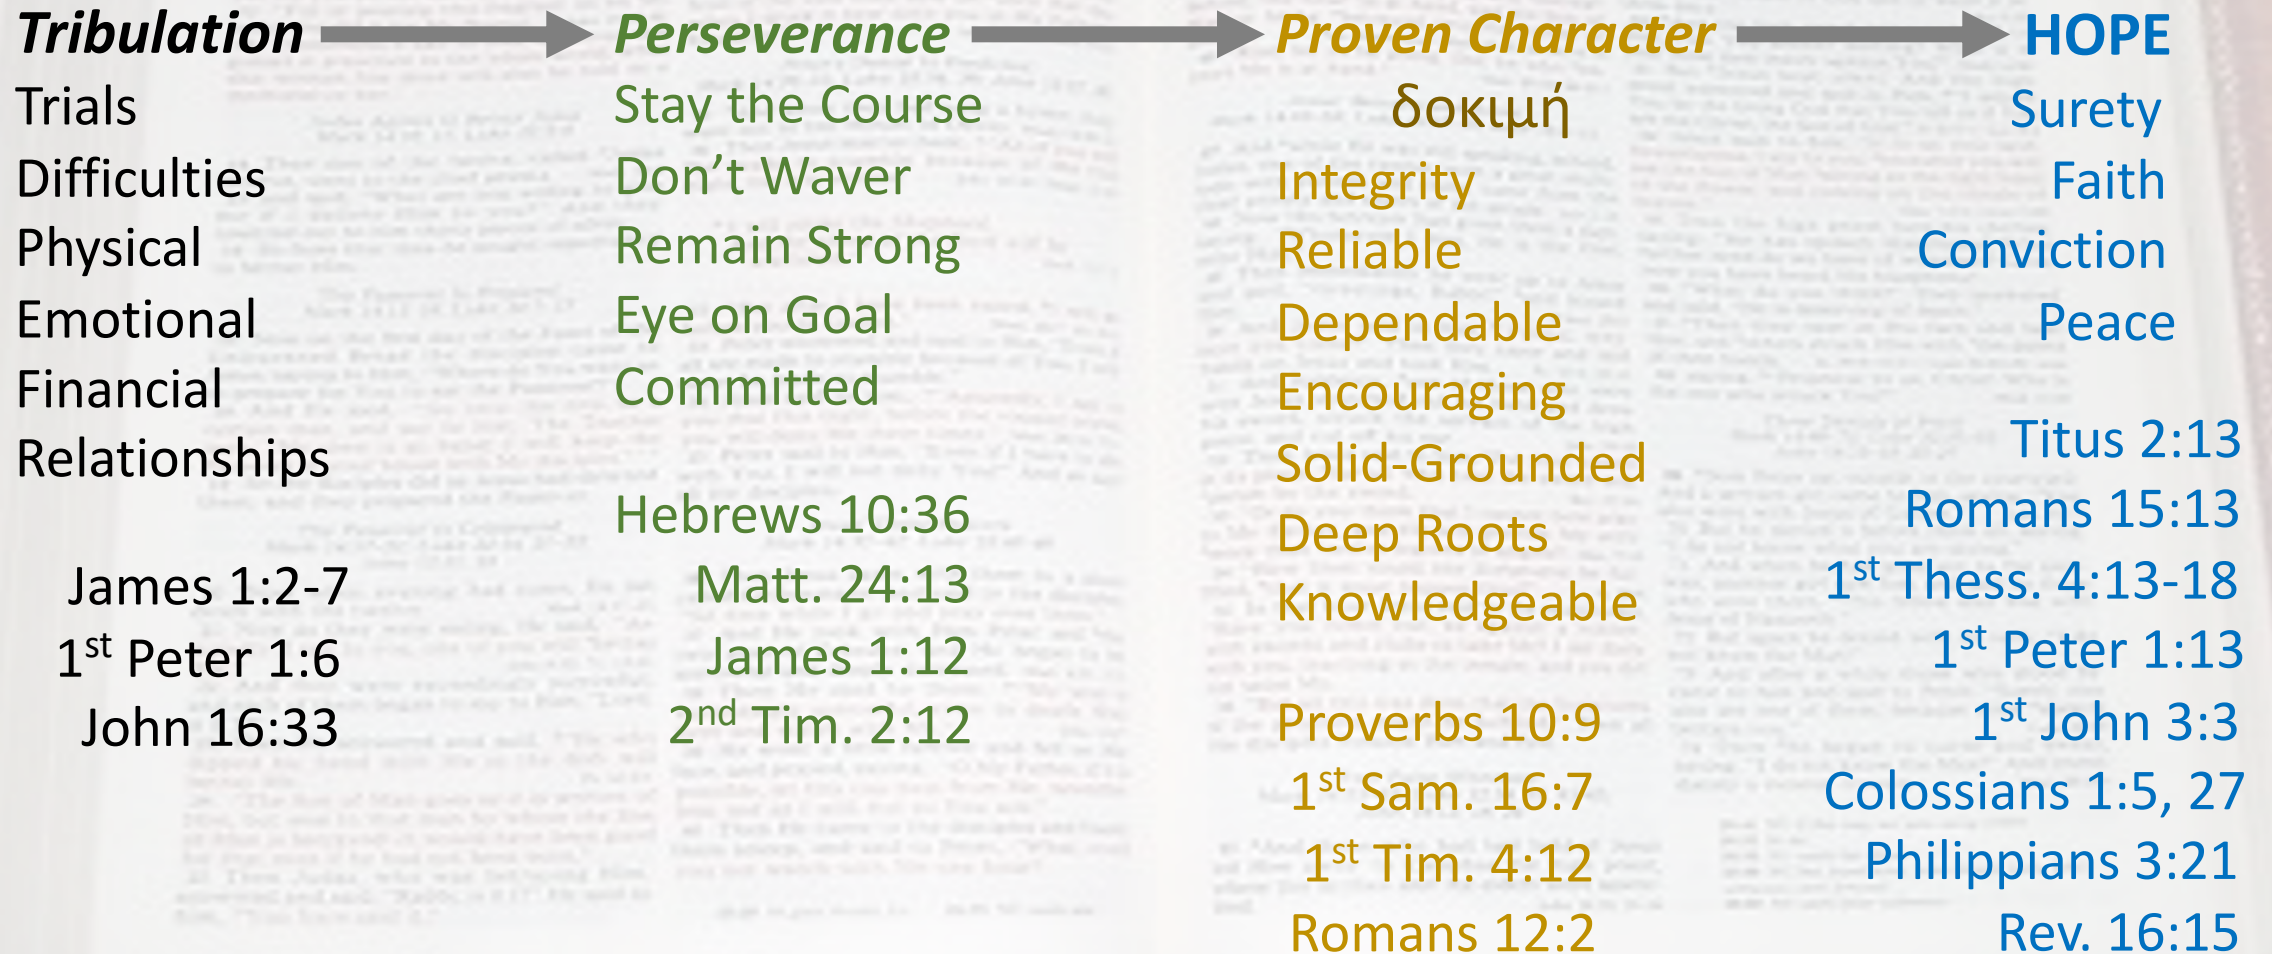 Tribulation Perseverance Proven Character HOPE
Trials
Difficulties
Physical
Emotional
Financial
Relationships
James 1:2-7
1st Peter 1:6
John 16:33
Stay the Course
Don’t Waver
Remain Strong
Eye on Goal
Committed
Hebrews 10:36
Matt. 24:13
James 1:12
2nd Tim. 2:12
δοκιμή
Integrity
Reliable
Dependable
Encouraging
Solid-Grounded
Deep Roots
Knowledgeable
Proverbs 10:9
1st Sam. 16:7
1st Tim. 4:12
Romans 12:2
Surety
Faith
Conviction
Peace
Titus 2:13
Romans 15:13
1st Thess. 4:13-18
1st Peter 1:13
1st John 3:3
Colossians 1:5, 27
Philippians 3:21
Rev. 16:15